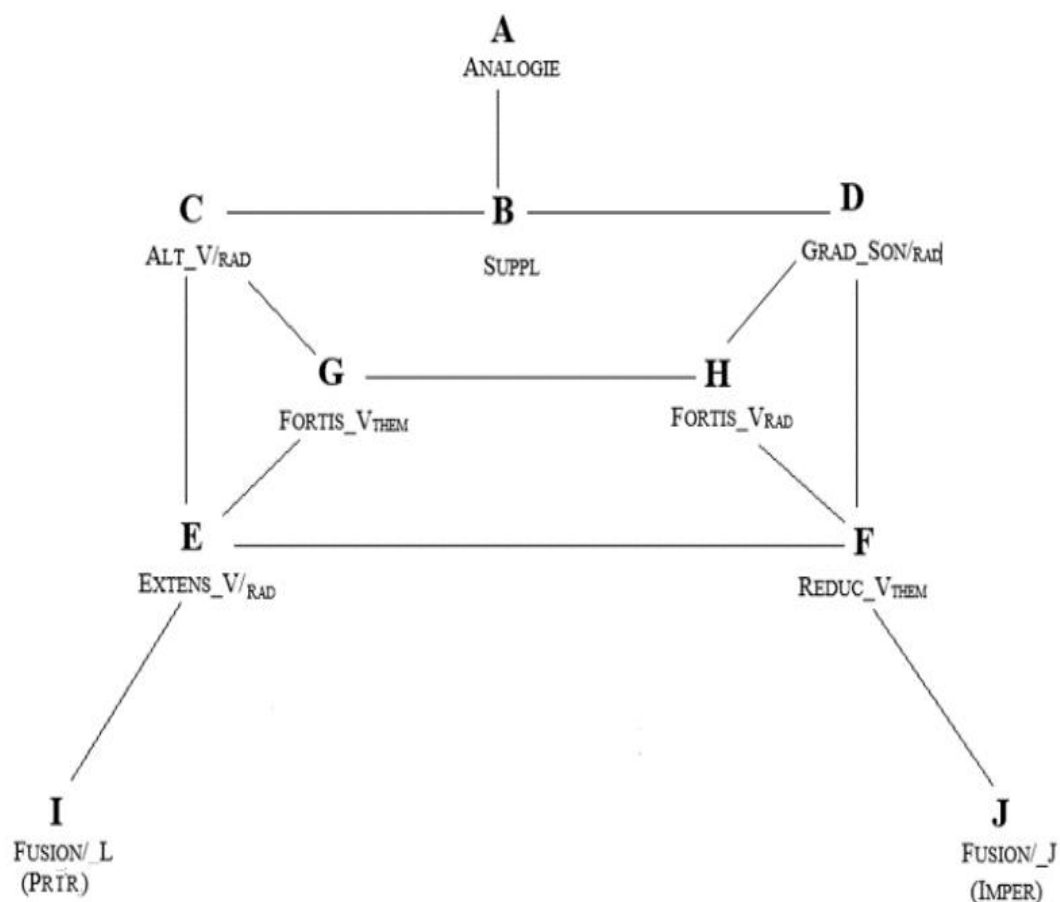 A
ANALOGIE
C
B
D
ALT_V/RAD
SUPPL
GRAD_SON/RAD
G
H
FORTIS_VTHEM
FORTIS_VRAD
E
F
EXTENS_V/RAD
REDUC_VTHEM
I
J
FUSION/_L
(PRTR)
FUSION/_J
(IMPER)